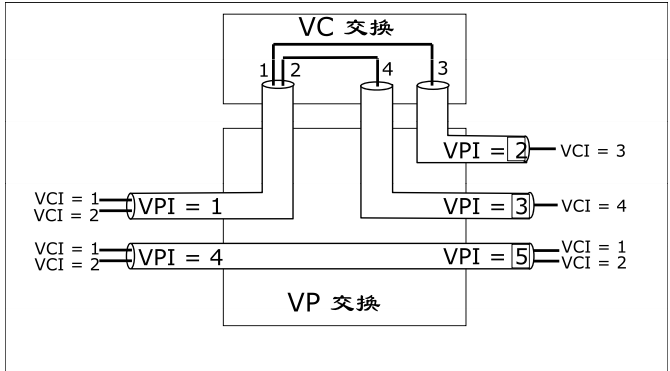 VC 交换
1 2 4 3
VPI = 2 VCI = 3
VCI = 1
VCI = 2
VPI = 1 VPI = 3 VCI = 4
VCI = 1
VCI = 2
VPI = 4 VPI = 5
VCI = 1
VCI = 2
VP 交换